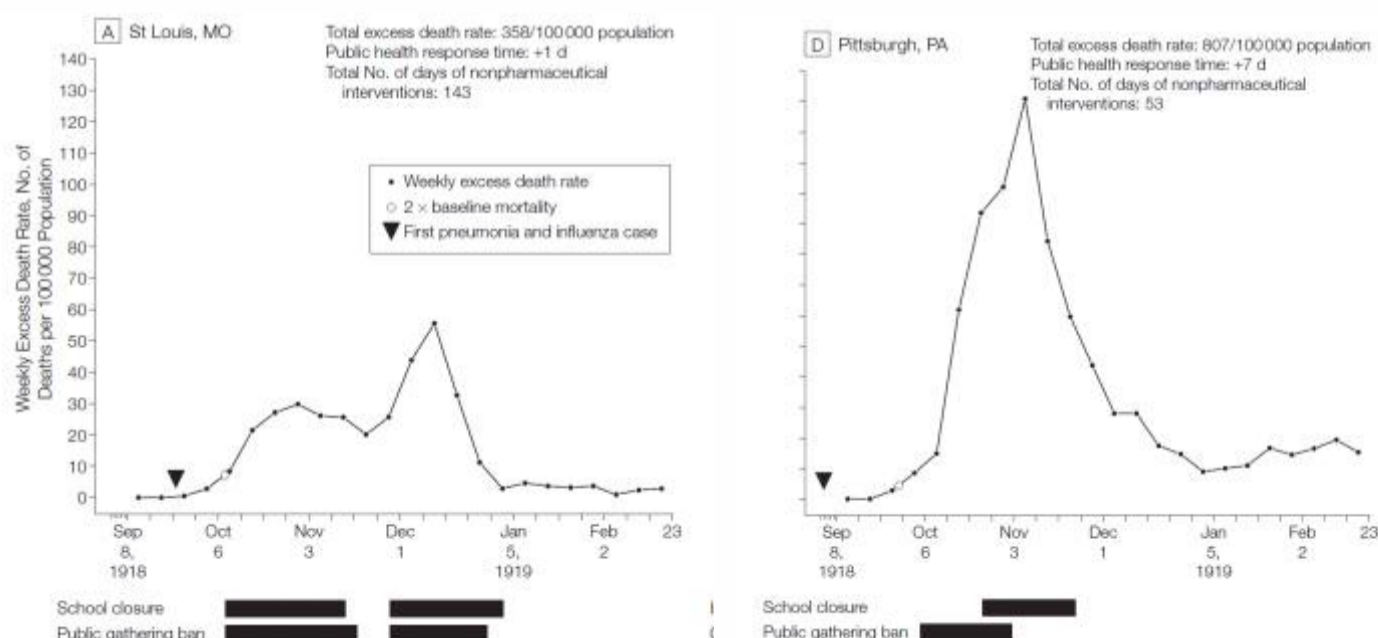 A St Louis, MO
Total excess death rate: 358/100 000 population
Public health response time: +1 d
Total No. of days of nonpharmaceutical
interventions: 143
Weekly Excess Death Rate, No. of
Deaths per 100 000 Population
140
130
120
110
100
90
80
70
60
50
40
30
20
10
0
Weekly excess death rate
2 × baseline mortality
First pneumonia and influenza case
Sep Oct Nov Dec Jan Feb 23
8, 6 3 1 5, 2
1918 1919
School closure
Public gathering ban
D Pittsburgh, PA
Total excess death rate: 807/100 000 population
Public health response time: +7 d
Total No. of days of nonpharmaceutical
interventions: 53
Sep Oct Nov Dec Jan Feb 23
8, 6 3 1 5, 2
1918 1919
School closure
Public gathering ban